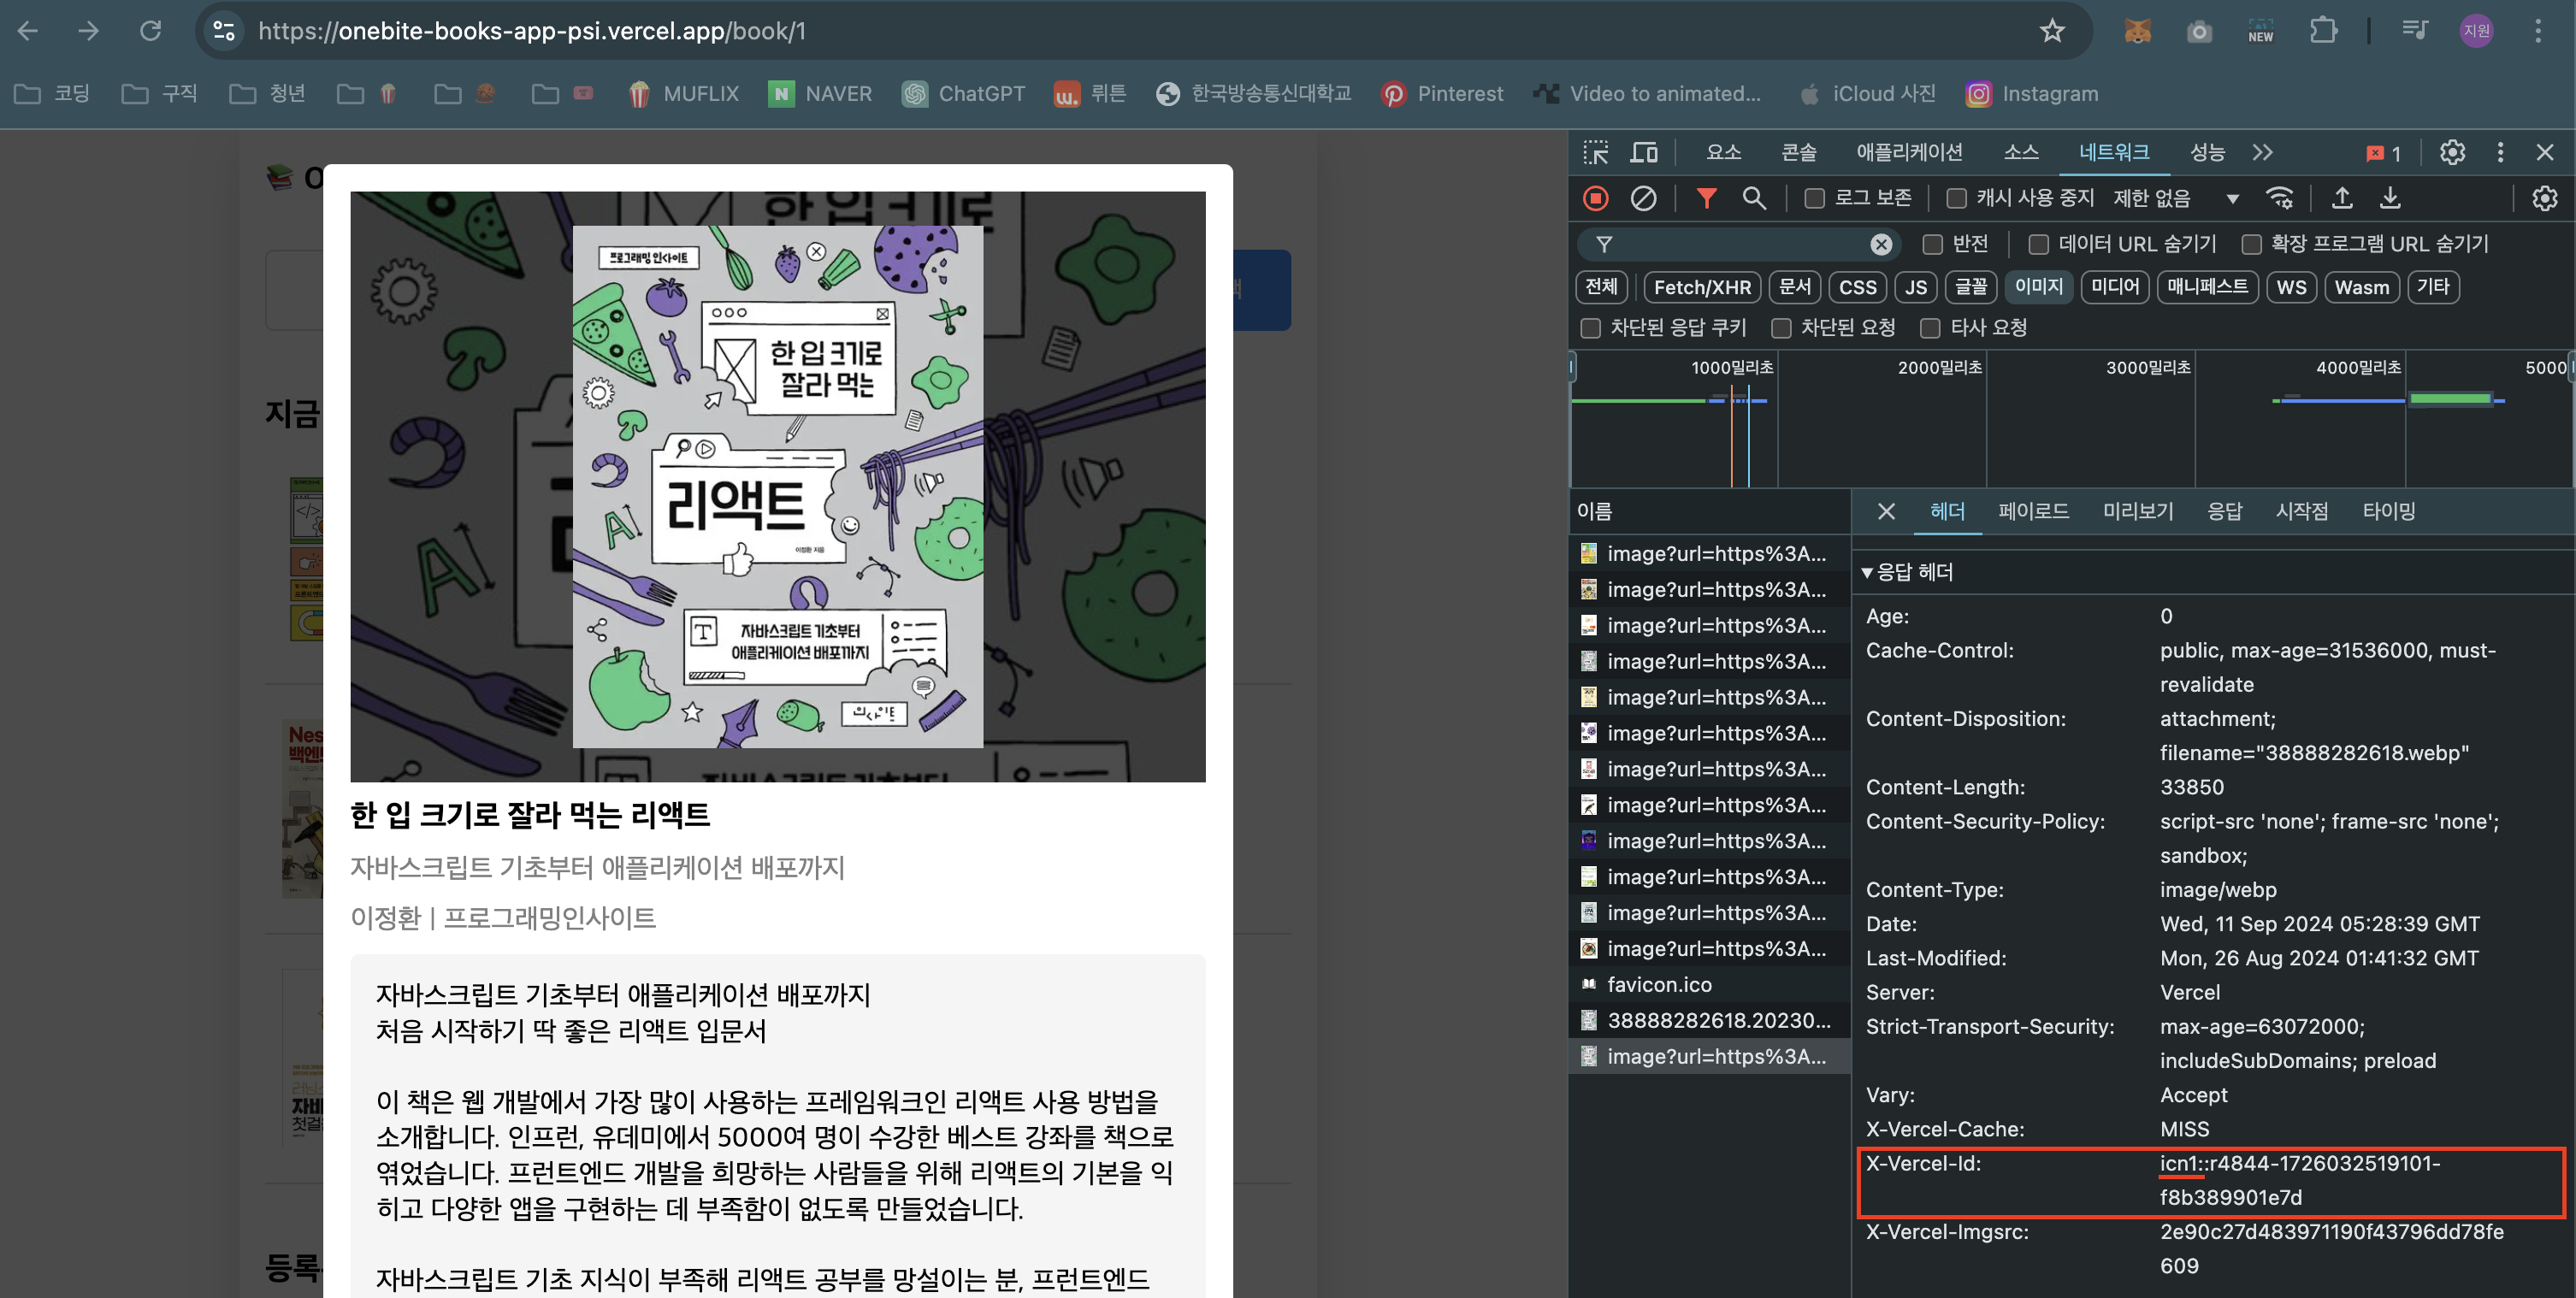 https://onebite-books-app-psi.vercel.app/book/1
NEW
지원
코딩
구직
청년
MUFLIX
NAVER
ChatGPT
뤼튼
한국방송통신대학교
Pinterest
Video to animated...
iCloud 사진
Instagram
지금
등록
프로그래밍인사이트
한 입 크기로
잘라 먹는
리액트
이정환 지음
자바스크립트 기초부터
애플리케이션 배포까지
인사이트
한 입 크기로 잘라 먹는 리액트
자바스크립트 기초부터 애플리케이션 배포까지
이정환 | 프로그래밍인사이트
자바스크립트 기초부터 애플리케이션 배포까지
처음 시작하기 딱 좋은 리액트 입문서
이 책은 웹 개발에서 가장 많이 사용하는 프레임워크인 리액트 사용 방법을
소개합니다. 인프런, 유데미에서 5000여 명이 수강한 베스트 강좌를 책으로
엮었습니다. 프런트엔드 개발을 희망하는 사람들을 위해 리액트의 기본을 익
히고 다양한 앱을 구현하는 데 부족함이 없도록 만들었습니다.
자바스크립트 기초 지식이 부족해 리액트 공부를 망설이는 분, 프런트엔드
요소
콘솔
애플리케이션
소스
네트워크
성능
1
로그 보존
캐시 사용 중지
제한 없음
반전
데이터 URL 숨기기
확장 프로그램 URL 숨기기
전체
Fetch/XHR
문서
CSS
JS
글꼴
이미지
미디어
매니페스트
WS
Wasm
기타
차단된 응답 쿠키
차단된 요청
타사 요청
1000밀리초
2000밀리초
3000밀리초
4000밀리초
5000
이름
image?url=https%3A...
image?url=https%3A...
image?url=https%3A...
image?url=https%3A...
image?url=https%3A...
image?url=https%3A...
image?url=https%3A...
image?url=https%3A...
image?url=https%3A...
image?url=https%3A...
image?url=https%3A...
image?url=https%3A...
favicon.ico
38888282618.20230...
image?url=https%3A...
헤더
페이로드
미리보기
응답
시작점
타이밍
응답 헤더
Age: 0
Cache-Control: public, max-age=31536000, must-
revalidate
Content-Disposition: attachment;
filename="38888282618.webp"
Content-Length: 33850
Content-Security-Policy: script-src 'none'; frame-src 'none';
sandbox;
Content-Type: image/webp
Date: Wed, 11 Sep 2024 05:28:39 GMT
Last-Modified: Mon, 26 Aug 2024 01:41:32 GMT
Server: Vercel
Strict-Transport-Security: max-age=63072000;
includeSubDomains; preload
Vary: Accept
X-Vercel-Cache: MISS
X-Vercel-Id: icn1::r4844-1726032519101-
f8b389901e7d
X-Vercel-Imgsrc: 2e90c27d483971190f43796dd78fe
609